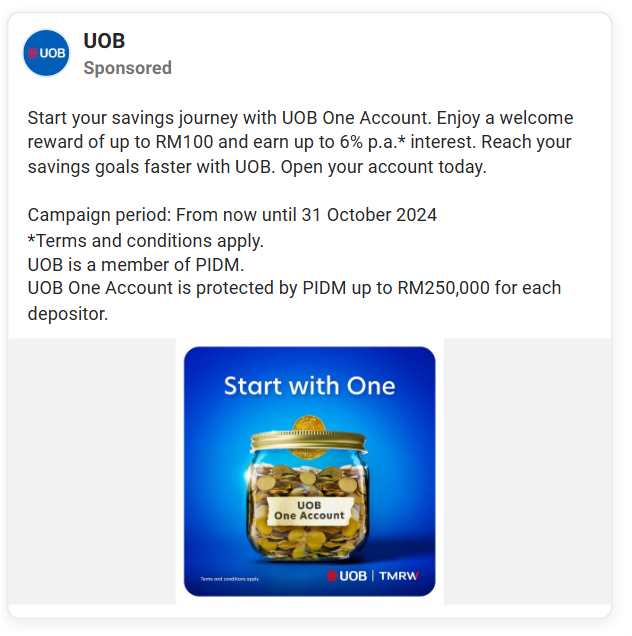 UOB
UOB
Sponsored
Start your savings journey with UOB One Account. Enjoy a welcome
reward of up to RM100 and earn up to 6% p.a.* interest. Reach your
savings goals faster with UOB. Open your account today.
Campaign period: From now until 31 October 2024
*Terms and conditions apply.
UOB is a member of PIDM.
UOB One Account is protected by PIDM up to RM250,000 for each
depositor.
Start with One
UOB
One Account
Terms and conditions apply.
UOB | TMRW